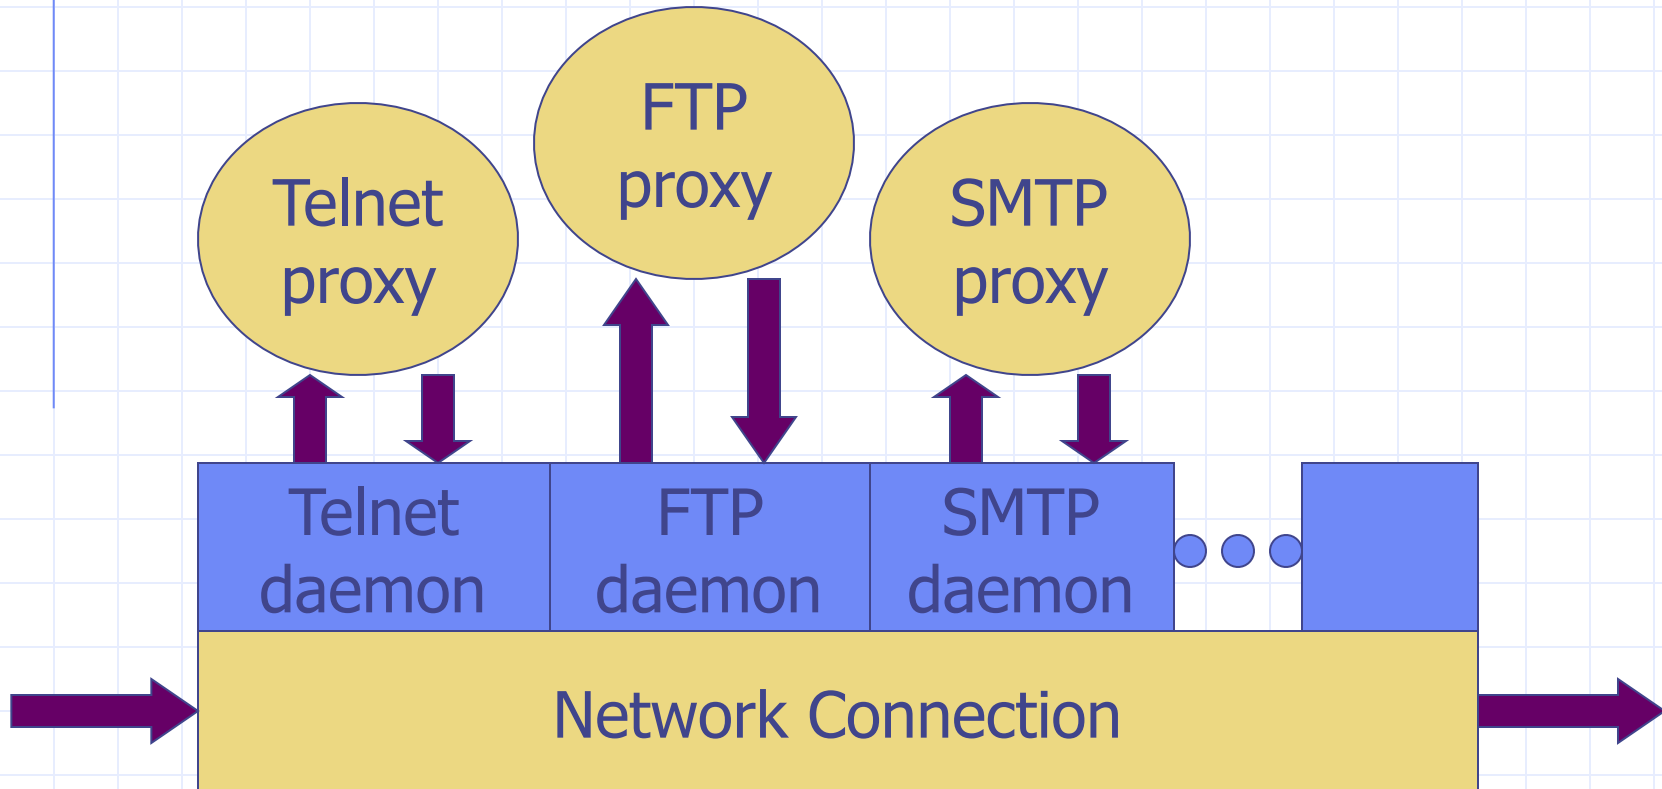 FTP
proxy
Telnet
proxy
SMTP
proxy
Telnet
daemon
FTP
daemon
SMTP
daemon
Network Connection